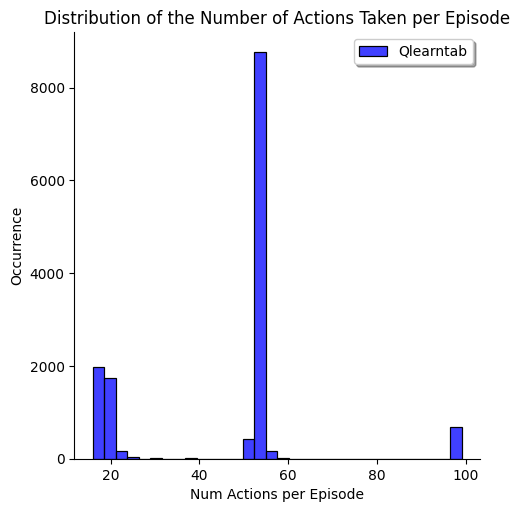 Distribution of the Number of Actions Taken per Episode
Qlearntab
8000
6000
4000
2000
0
Occurrence
20 40 60 80 100
Num Actions per Episode